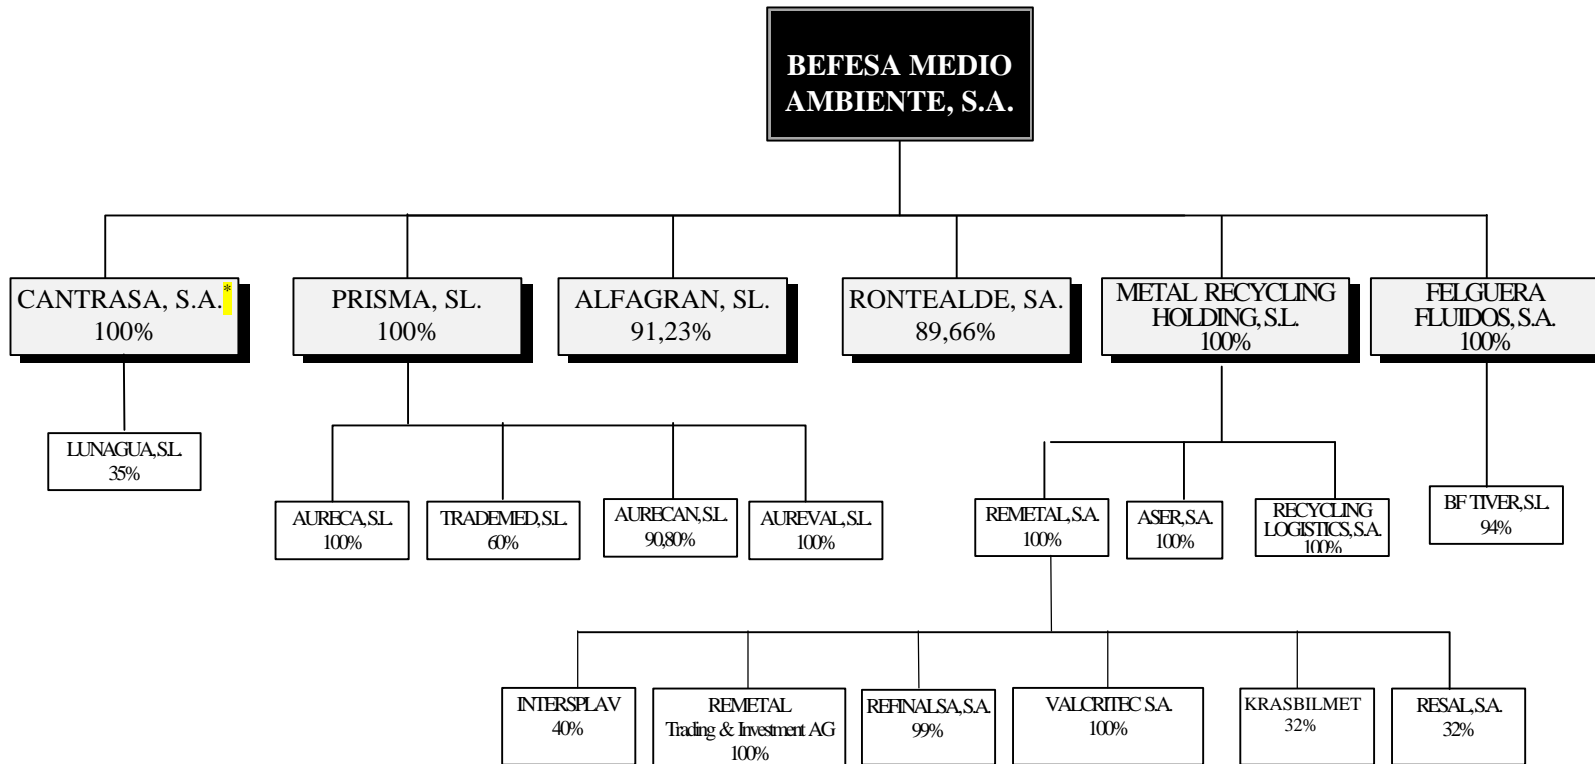 BEFESA MEDIO
AMBIENTE, S.A.
CANTRASA, S.A.*
100%
PRISMA, SL.
100%
ALFAGRAN, SL.
91,23%
RONTEALDE, SA.
89,66%
METAL RECYCLING
HOLDING, S.L.
100%
FELGUERA
FLUIDOS, S.A.
100%
LUNAGUA, S.L.
35%
AURECA, S.L.
100%
TRADEMED, S.L.
60%
AURECAN, S.L.
90,80%
AUREVAL, S.L.
100%
REMETAL, S.A.
100%
ASER, S.A.
100%
RECYCLING
LOGISTICS, S.A.
100%
BF TIVER, S.L.
94%
INTERSPLAV
40%
REMETAL
Trading & Investment AG
100%
REFINALSA, S.A.
99%
VALCRITEC S.A.
100%
KRASBILMET
32%
RESAL, S.A.
32%